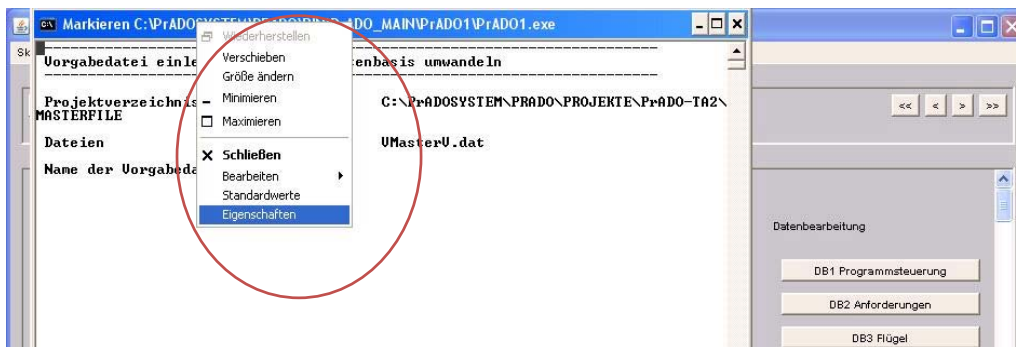 Markieren C:\PrADOSYSTEM\ ADO_MAIN\PrADO1\PrADO1.exe
Sk
Wiederherstellen
Verschieben
Größe ändern
Minimieren
Maximieren
Schließen
Bearbeiten
Standardwerte
Eigenschaften
Vorgabedatei einle enbasis umwandeln
Projektverzeichnis C:\PrADOSYSTEM\PRADO\PROJEKTE\PrADO-TA2\
MASTERFILE
Dateien VMasterV.dat
Name der Vorgabeda
<< < > >>
Datenbearbeitung
DB1 Programmsteuerung
DB2 Anforderungen
DB3 Flügel